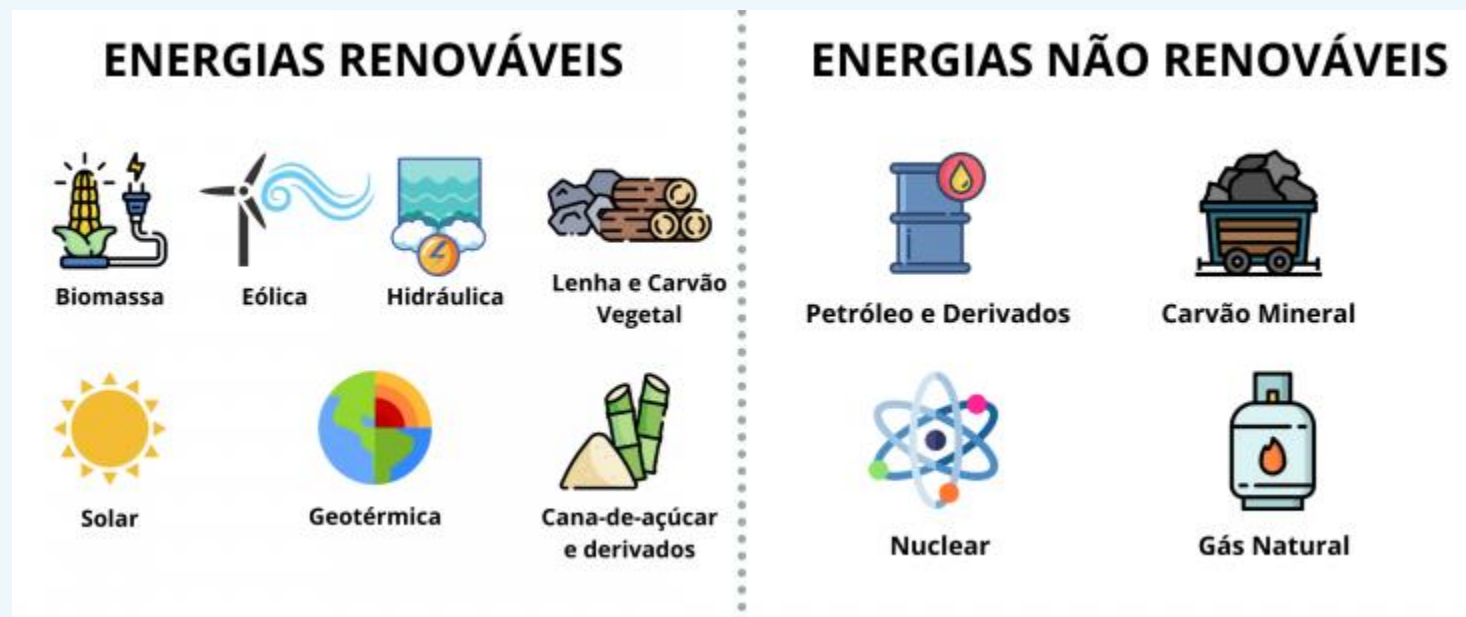 ENERGIAS RENOVÁVEIS
Biomassa
Eólica
Hidráulica
Lenha e Carvão
Vegetal
Solar
Geotérmica
Cana-de-açúcar
e derivados
ENERGIAS NÃO RENOVÁVEIS
Petróleo e Derivados
Carvão Mineral
Nuclear
Gás Natural